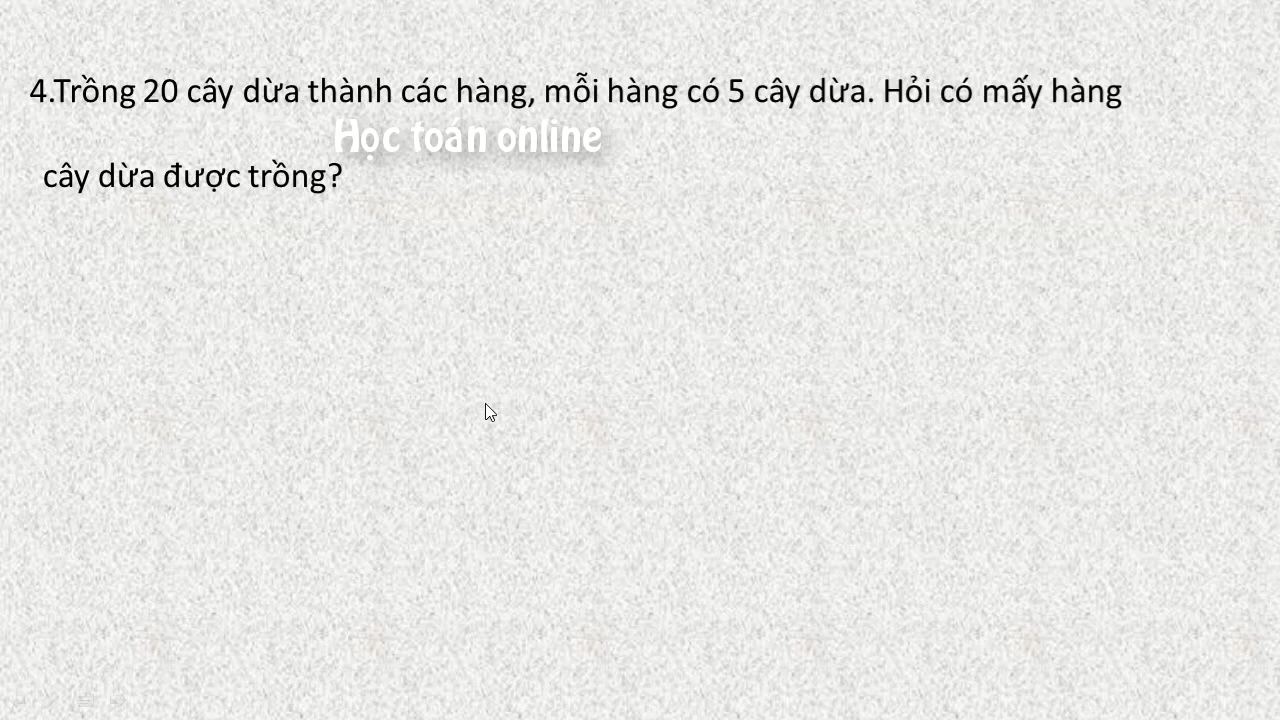 4.Trồng 20 cây dừa thành các hàng, mỗi hàng có 5 cây dừa. Hỏi có mấy hàng
Học toán online
cây dừa được trồng?